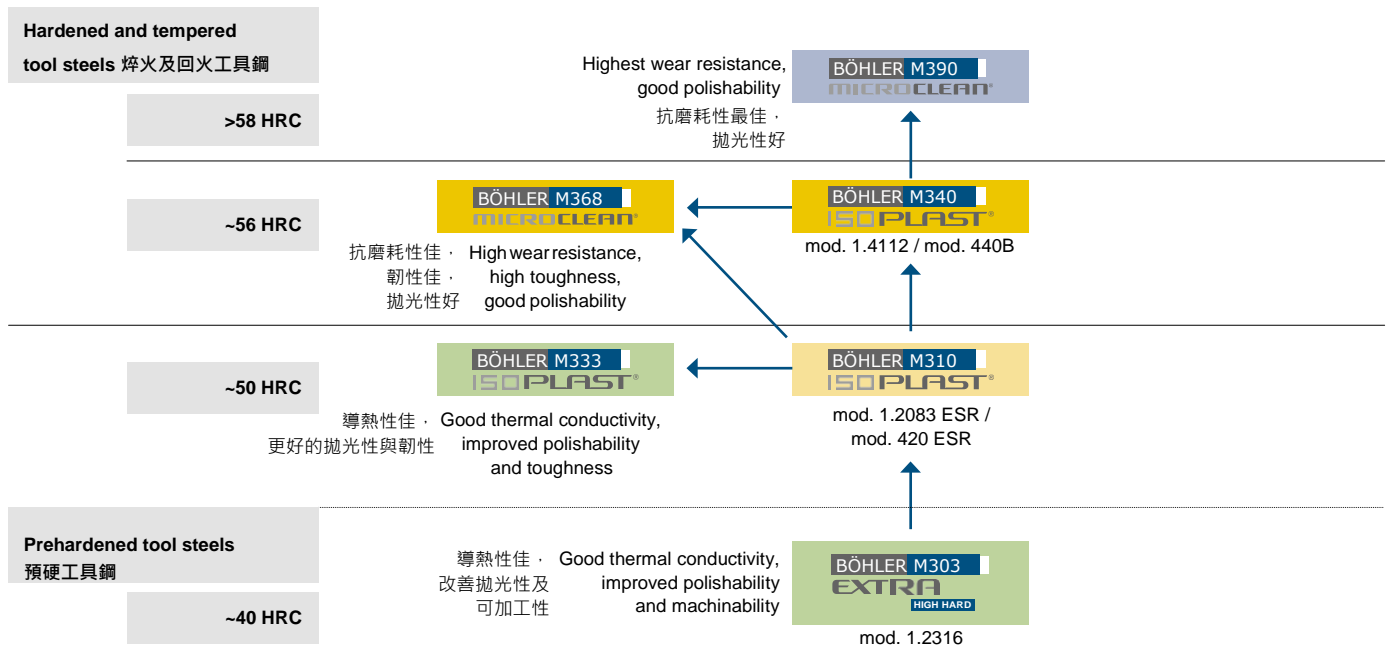 Hardened and tempered
tool steels 焠火及回火工具鋼
>58 HRC
Highest wear resistance,
good polishability
抗磨耗性最佳，
拋光性好
BÖHLER M390
MICROCLEAN®
~56 HRC
BÖHLER M368
MICROCLEAN®
抗磨耗性佳，
韌性佳，
拋光性好
High wear resistance,
high toughness,
good polishability
BÖHLER M340
ISOPLAST®
mod. 1.4112 / mod. 440B
~50 HRC
BÖHLER M333
ISOPLAST®
導熱性佳，
更好的拋光性與韌性
Good thermal conductivity,
improved polishability
and toughness
BÖHLER M310
ISOPLAST®
mod. 1.2083 ESR /
mod. 420 ESR
Prehardened tool steels
預硬工具鋼
~40 HRC
導熱性佳，
改善拋光性及
可加工性
Good thermal conductivity,
improved polishability
and machinability
BÖHLER M303
EXTRA
HIGH HARD
mod. 1.2316